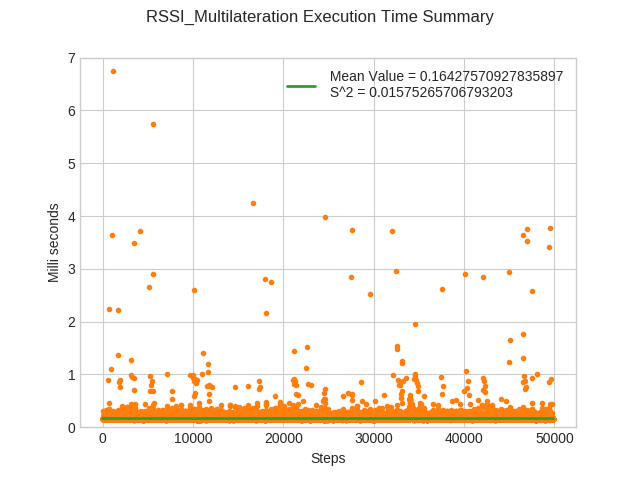 RSSI_Multilateration Execution Time Summary
7
Mean Value = 0.16427570927835897
S^2 = 0.01575265706793203
6
5
4
3
2
1
0
Milli seconds
0 10000 20000 30000 40000 50000
Steps